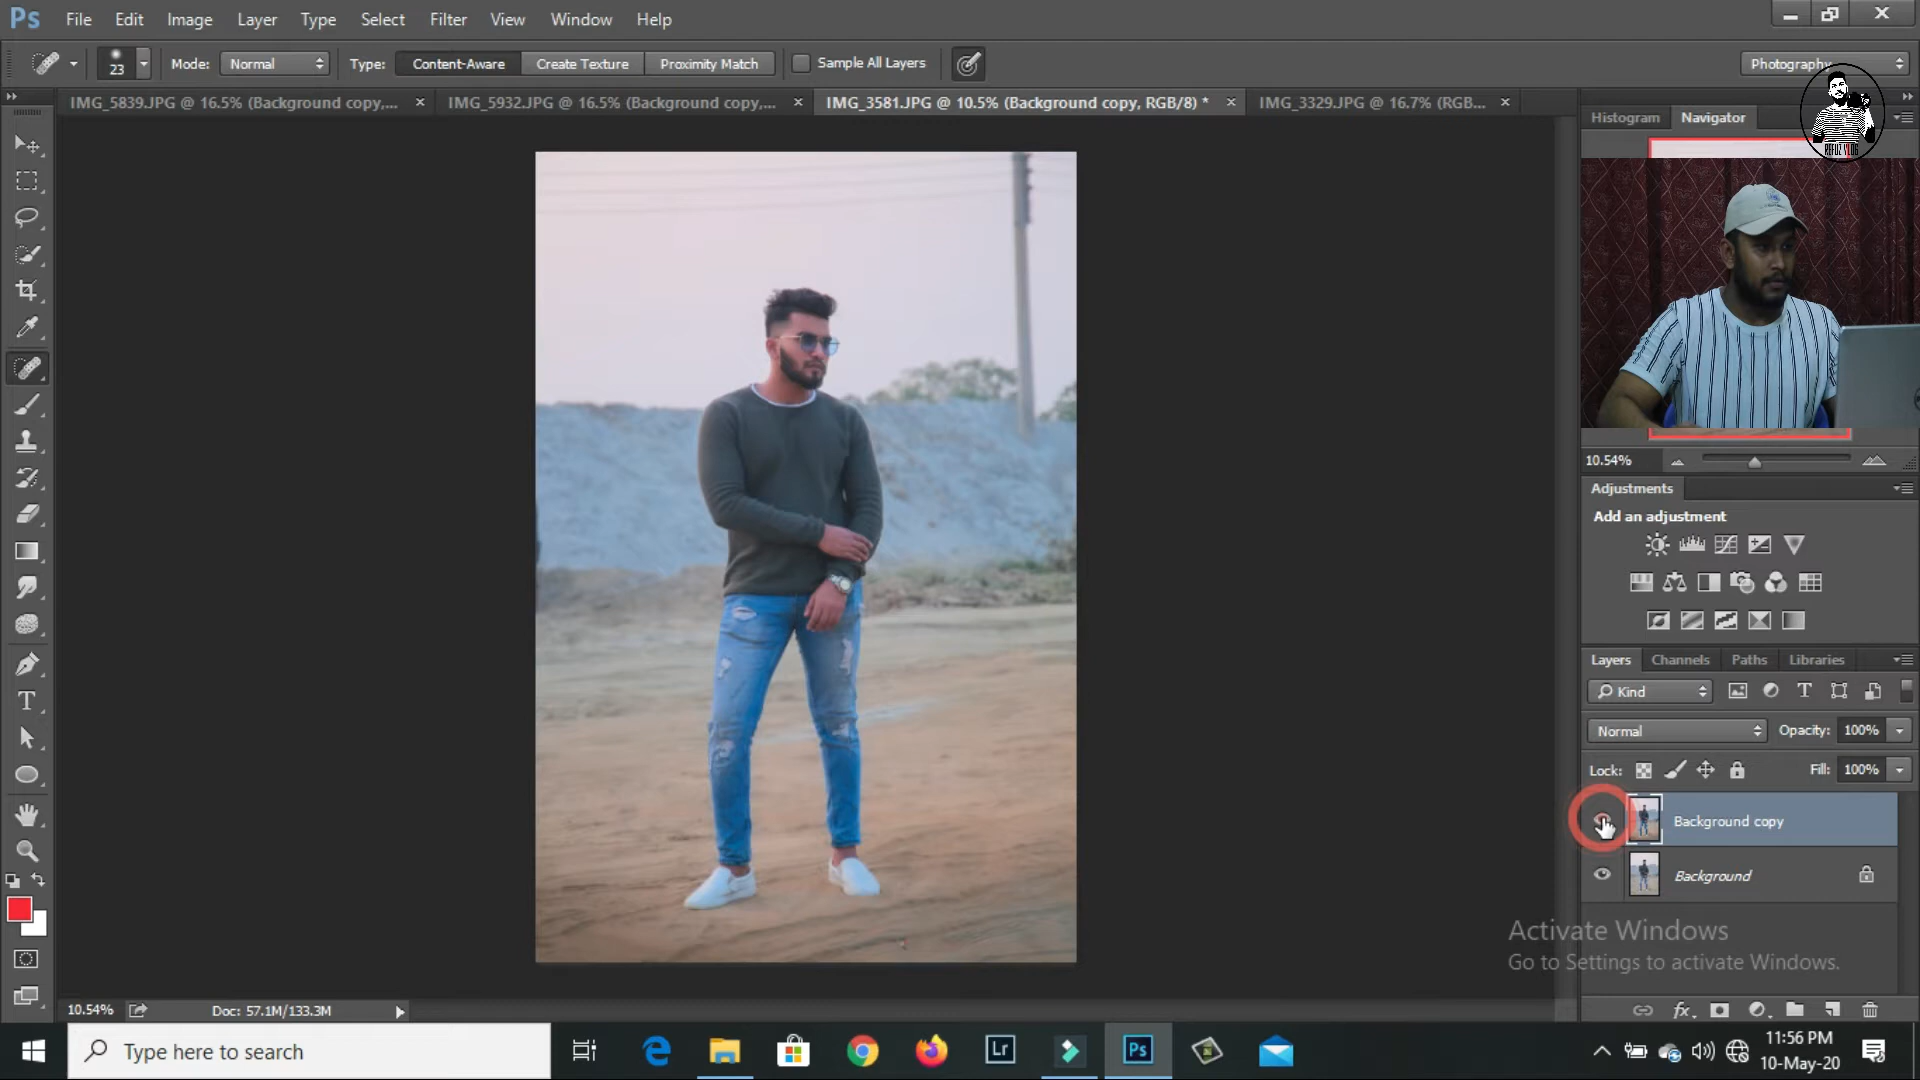 Ps File Edit Image Layer Type Select Filter View Window Help
23 Mode: Normal Type: Content-Aware Create Texture Proximity Match Sample All Layers Photography
IMG_5839.JPG @ 16.5% (Background copy,... × IMG_5932.JPG @ 16.5% (Background copy,... × IMG_3581.JPG @ 10.5% (Background copy, RGB/8) * × IMG_3329.JPG @ 16.7% (RGB... ×
Histogram Navigator
REFUZ VLOG
10.54%
Adjustments
Add an adjustment
Layers Channels Paths Libraries
Kind
Normal Opacity: 100%
Lock: Fill: 100%
Background copy
Background
Activate Windows
Go to Settings to activate Windows.
10.54% Doc: 57.1M/133.3M
Type here to search
Lr Ps
11:56 PM
10-May-20